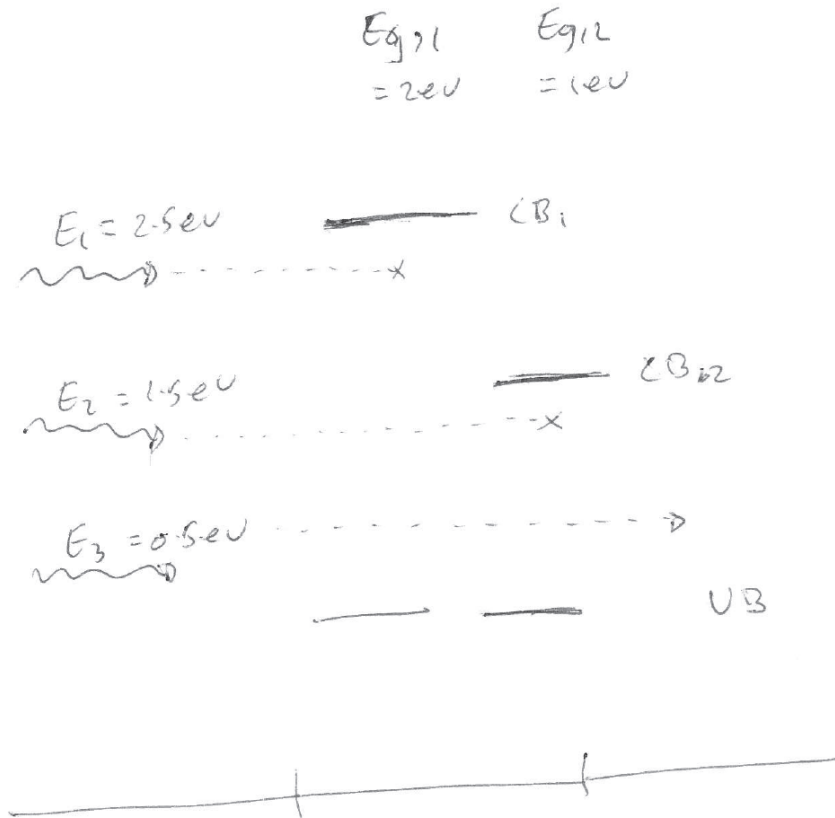 Eg,1 Eg,2
= 2eV = 1eV
E1 = 2.5eV CB1
E2 = 1.5eV CB2
E3 = 0.5eV
VB